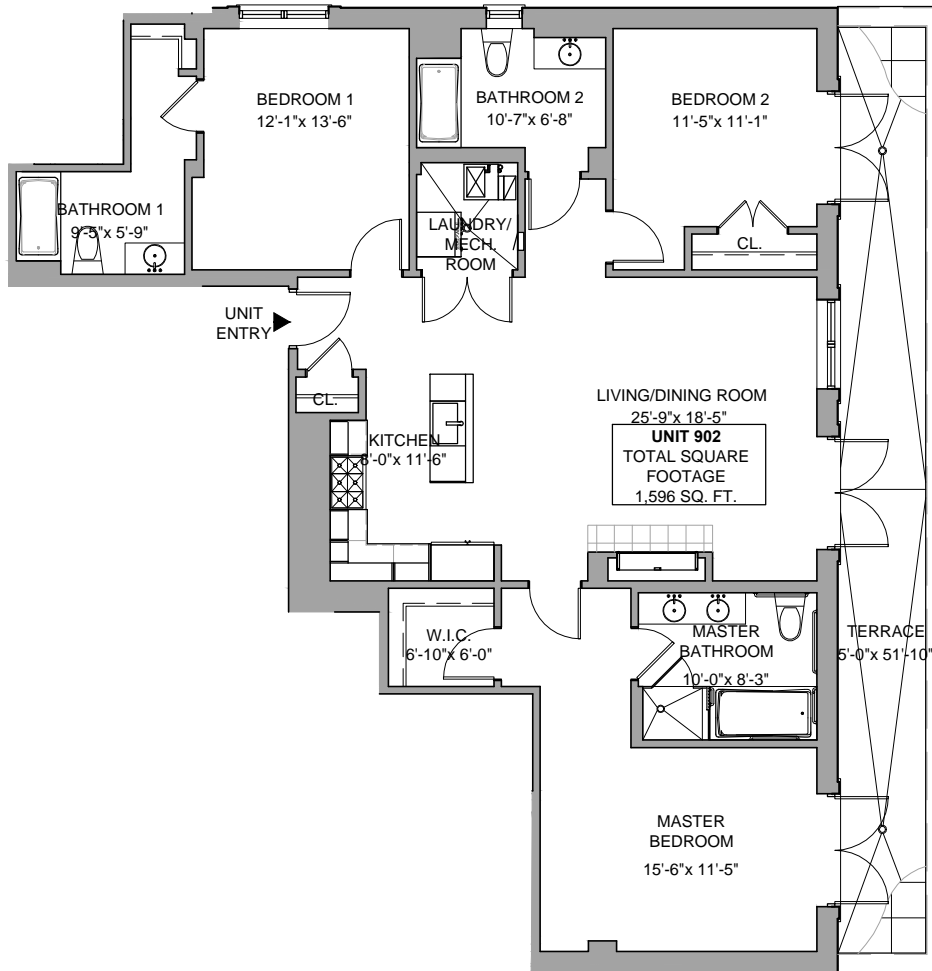 BEDROOM 1
12'-1"x 13'-6"
BATHROOM 2
10'-7"x 6'-8"
BEDROOM 2
11'-5"x 11'-1"
BATHROOM 1
9'-5"x 5'-9"
LAUNDRY/
MECH.
ROOM
CL.
UNIT
ENTRY
CL.
LIVING/DINING ROOM
25'-9"x 18'-5"
KITCHEN
8'-0"x 11'-6"
UNIT 902
TOTAL SQUARE
FOOTAGE
1,596 SQ. FT.
W.I.C.
6'-10"x 6'-0"
MASTER
BATHROOM
10'-0"x 8'-3"
TERRACE
5'-0"x 51'-10"
MASTER
BEDROOM
15'-6"x 11'-5"